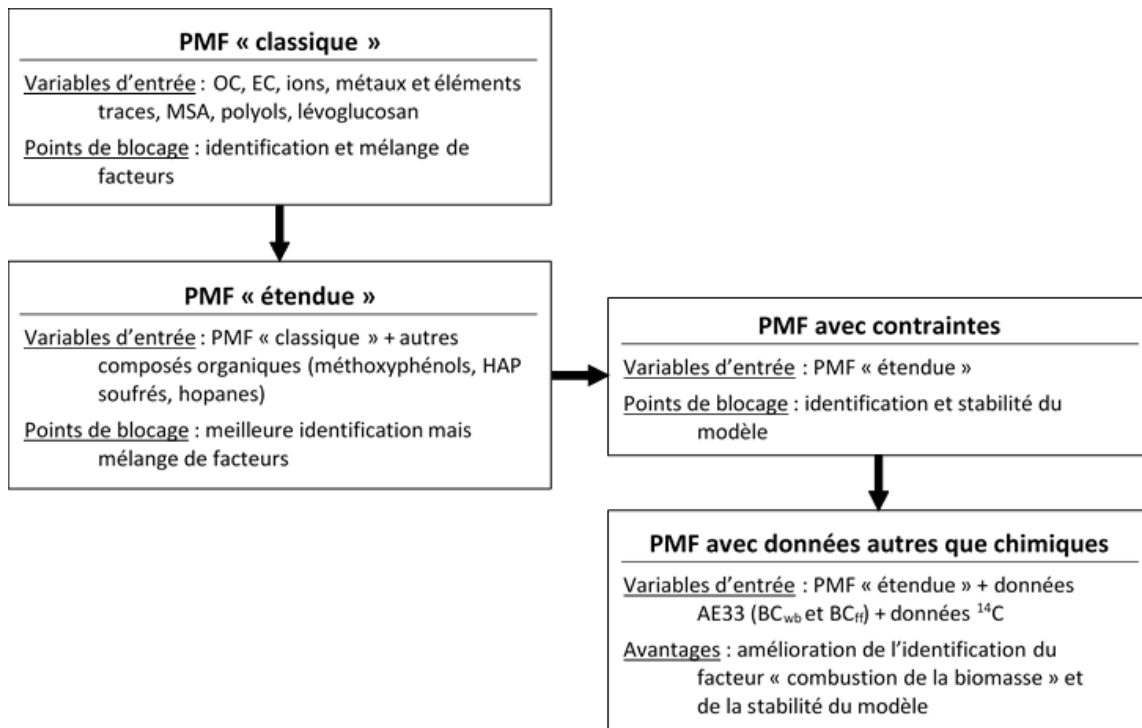 PMF « classique »
Variables d’entrée : OC, EC, ions, métaux et éléments
traces, MSA, polyols, lévoglucosan
Points de blocage : identification et mélange de
facteurs
PMF « étendue »
Variables d’entrée : PMF « classique » + autres
composés organiques (méthoxyphénols, HAP
soufrés, hopanes)
Points de blocage : meilleure identification mais
mélange de facteurs
PMF avec contraintes
Variables d’entrée : PMF « étendue »
Points de blocage : identification et stabilité du
modèle
PMF avec données autres que chimiques
Variables d’entrée : PMF « étendue » + données
AE33 (BCwb et BCff) + données 14C
Avantages : amélioration de l’identification du
facteur « combustion de la biomasse » et
de la stabilité du modèle